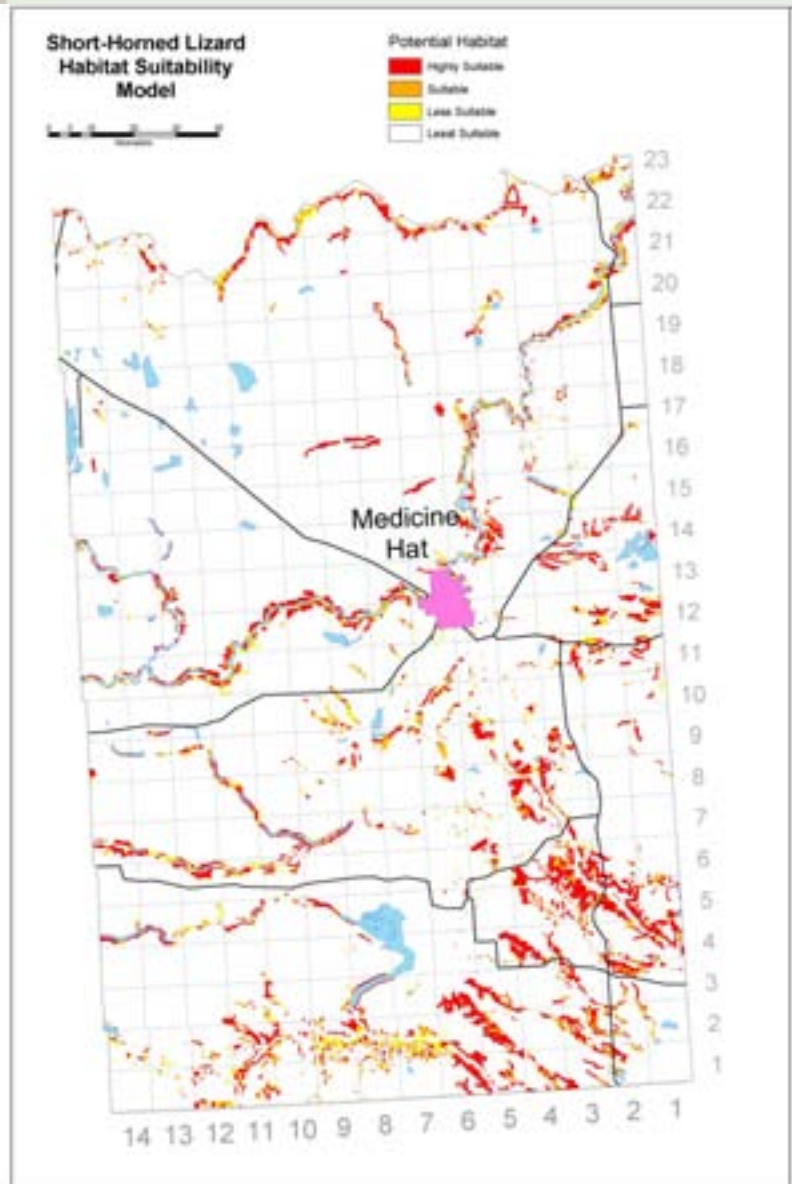 Short-Horned Lizard
Habitat Suitability
Model
Potential Habitat
Highly Suitable
Suitable
Less Suitable
Least Suitable
23
22
21
20
19
18
17
16
15
14
13
12
11
10
9
8
7
6
5
4
3
2
1
Medicine
Hat
14 13 12 11 10 9 8 7 6 5 4 3 2 1